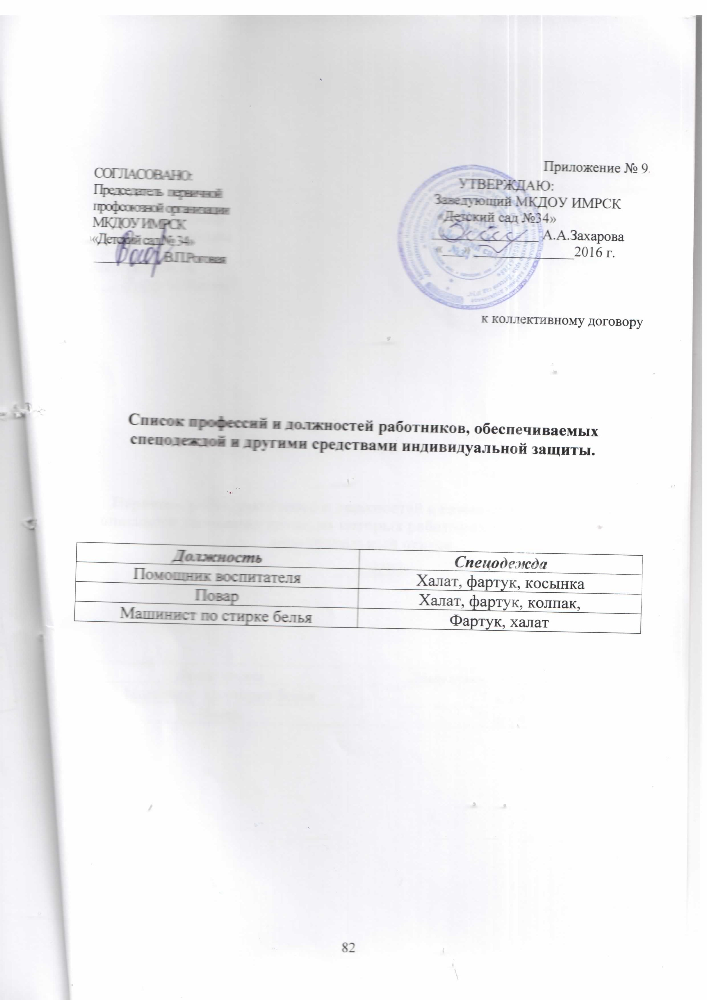 Приложение № 9.
СОГЛАСОВАНО:
Председатель первичной
профсоюзной организации
МКДОУ ИМРСК
«Детский сад № 34»
____________В.П.Роговая
УТВЕРЖДАЮ:
Заведующий МКДОУ ИМРСК
«Детский сад №34»
________________А.А.Захарова
«____» ________________2016 г.
к коллективному договору
Список профессий и должностей работников, обеспечиваемых
спецодеждой и другими средствами индивидуальной защиты.
Должность Спецодежда
Помощник воспитателя Халат, фартук, косынка
Повар Халат, фартук, колпак,
Машинист по стирке белья Фартук, халат
82